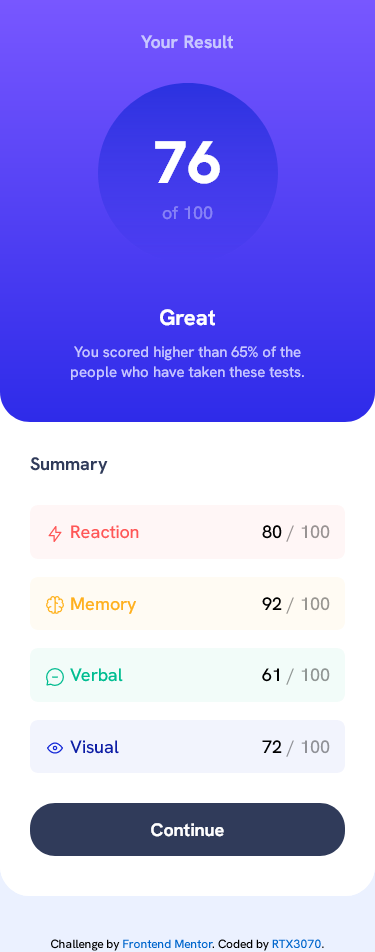 Your Result
76
of 100
Great
You scored higher than 65% of the
people who have taken these tests.
Summary
Reaction 80 / 100
Memory 92 / 100
Verbal 61 / 100
Visual 72 / 100
Continue
Challenge by Frontend Mentor. Coded by RTX3070.